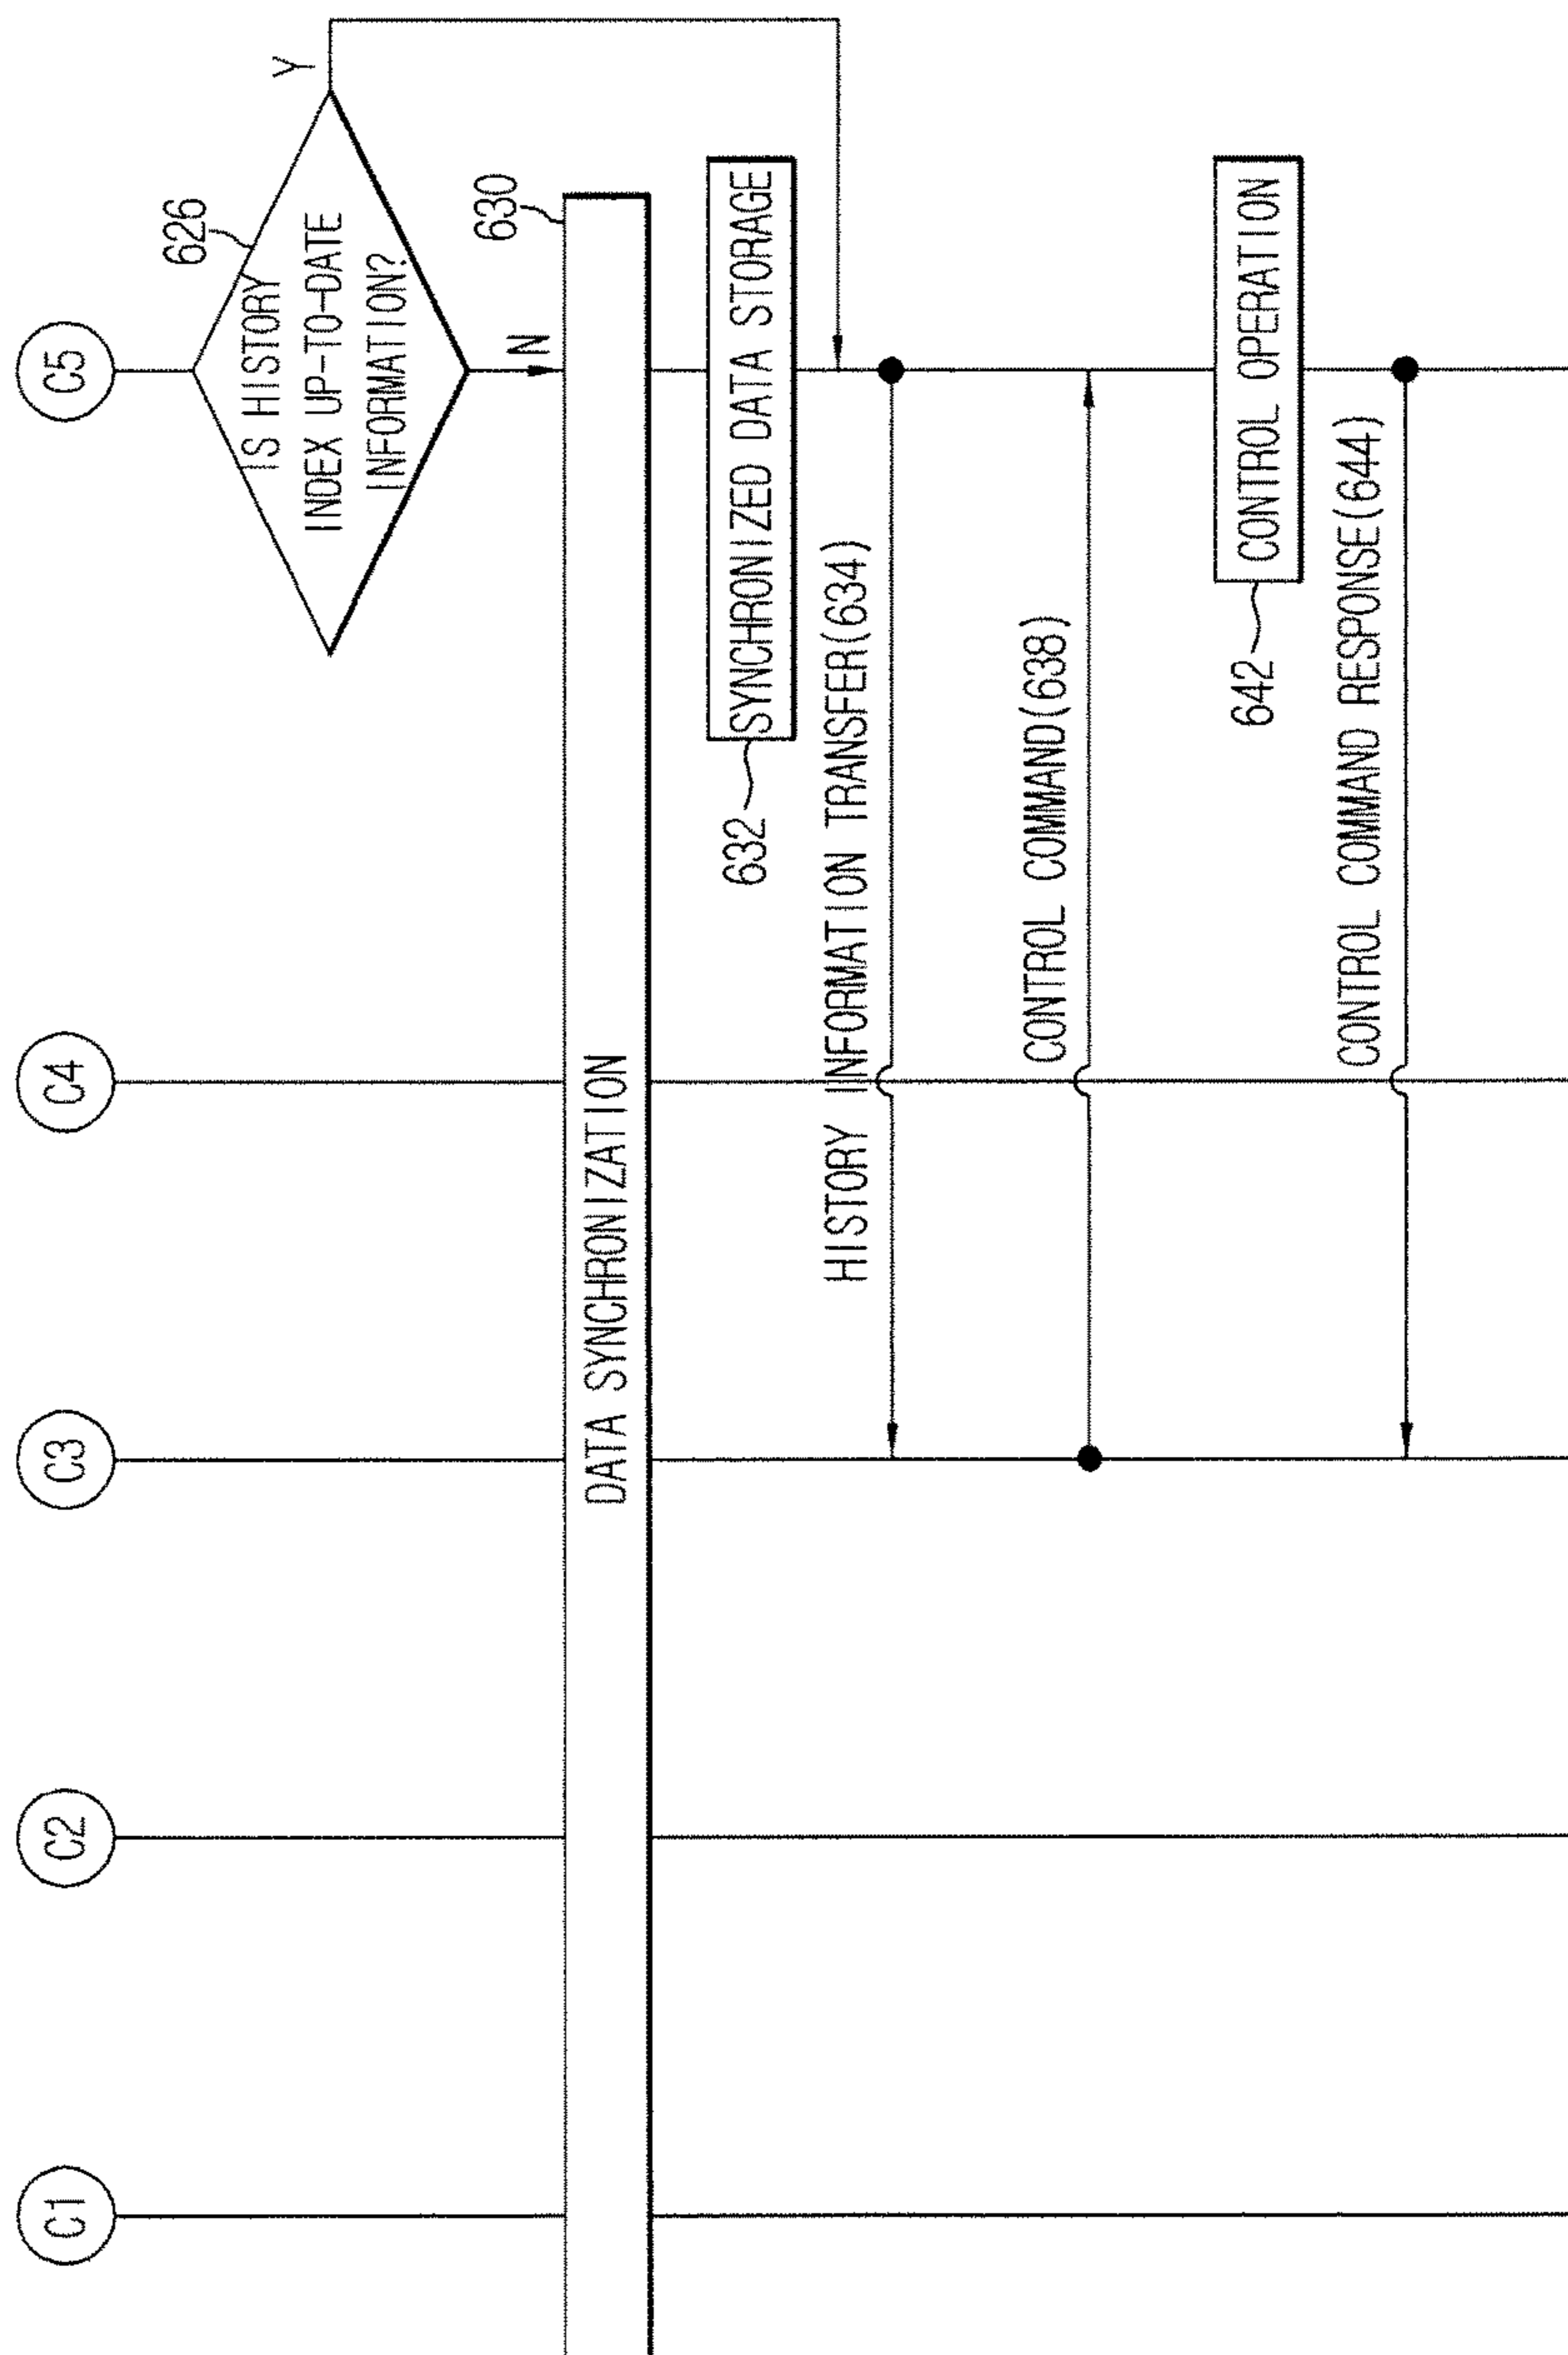 C1
C2
C3
C4
C5
626
IS HISTORY
INDEX UP-TO-DATE
INFORMATION?
Y
N
630
DATA SYNCHRONIZATION
632
SYNCHRONIZED DATA STORAGE
HISTORY INFORMATION TRANSFER(634)
CONTROL COMMAND(638)
642
CONTROL OPERATION
CONTROL COMMAND RESPONSE(644)